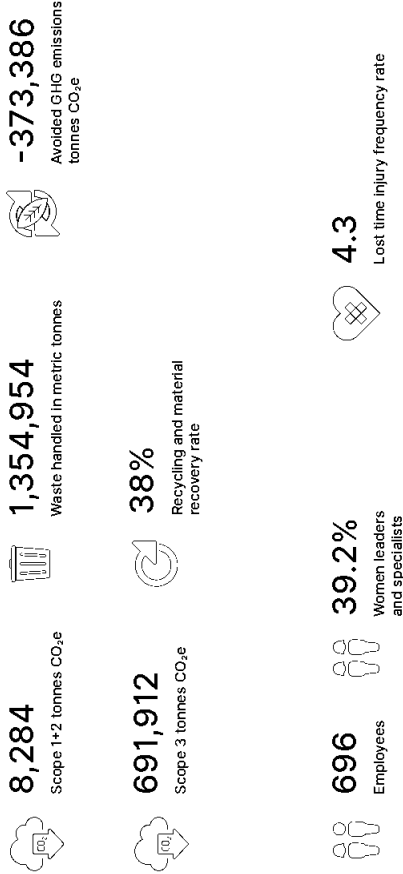 8,284
Scope 1+2 tonnes CO₂e
1,354,954
Waste handled in metric tonnes
-373,386
Avoided GHG emissions
tonnes CO₂e
691,912
Scope 3 tonnes CO₂e
38%
Recycling and material
recovery rate
696
Employees
39.2%
Women leaders
and specialists
4.3
Lost time injury frequency rate
CO₂
CO₂